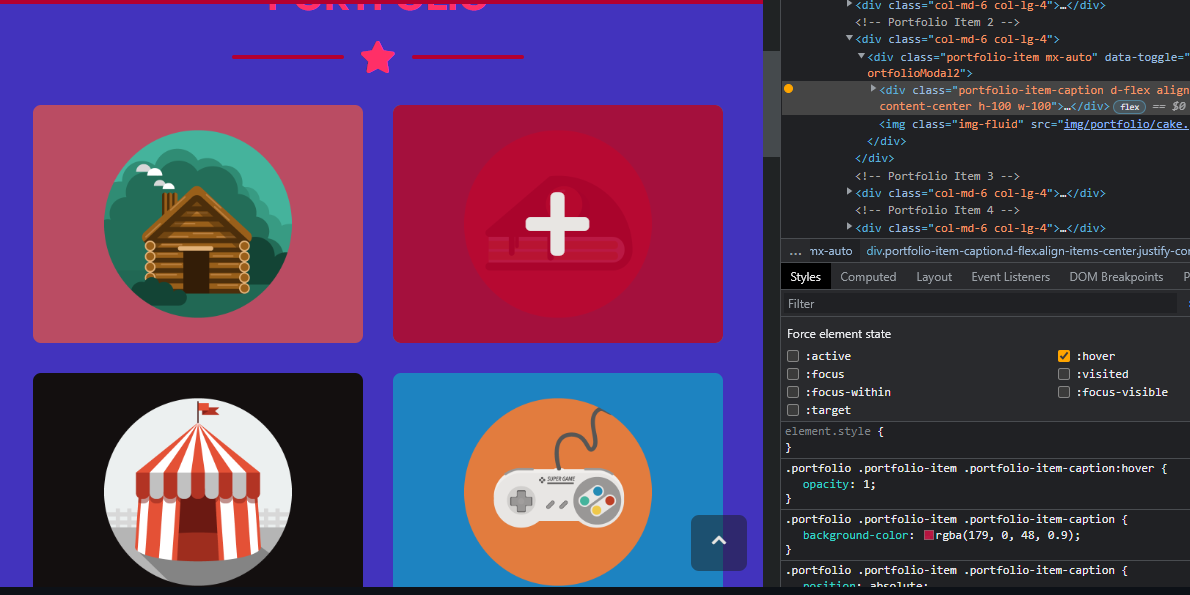 PORTFOLIO
SUPER GAME
<div class="col-md-6 col-lg-4">…</div>
<!-- Portfolio Item 2 -->
<div class="col-md-6 col-lg-4">
<div class="portfolio-item mx-auto" data-toggle="
ortfolioModal2">
<div class="portfolio-item-caption d-flex align
content-center h-100 w-100">…</div> flex == $0
<img class="img-fluid" src="img/portfolio/cake.
</div>
</div>
<!-- Portfolio Item 3 -->
<div class="col-md-6 col-lg-4">…</div>
<!-- Portfolio Item 4 -->
<div class="col-md-6 col-lg-4">…</div>
... mx-auto div.portfolio-item-caption.d-flex.align-items-center.justify-co
Styles Computed Layout Event Listeners DOM Breakpoints P
Filter
Force element state
:active :hover
:focus :visited
:focus-within :focus-visible
:target
element.style {
}
.portfolio .portfolio-item .portfolio-item-caption:hover {
opacity: 1;
}
.portfolio .portfolio-item .portfolio-item-caption {
background-color: rgba(179, 0, 48, 0.9);
}
.portfolio .portfolio-item .portfolio-item-caption {
position: absolute;